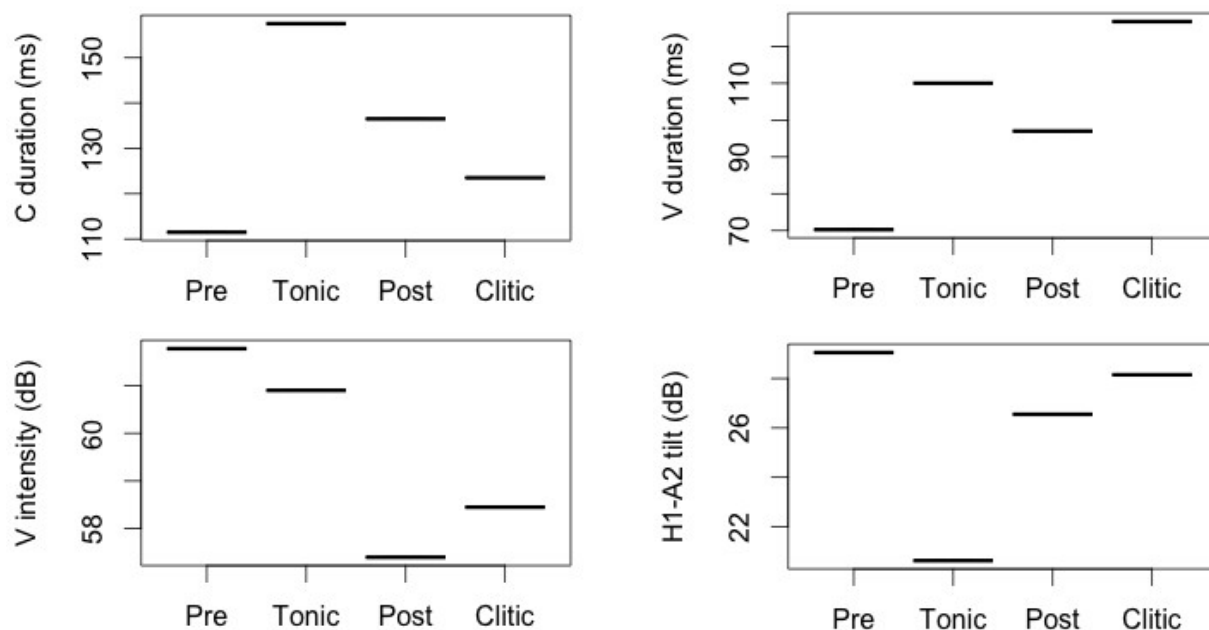 C duration (ms)
150
130
110
Pre Tonic Post Clitic
V duration (ms)
110
90
70
Pre Tonic Post Clitic
V intensity (dB)
60
58
Pre Tonic Post Clitic
H1-A2 tilt (dB)
26
22
Pre Tonic Post Clitic